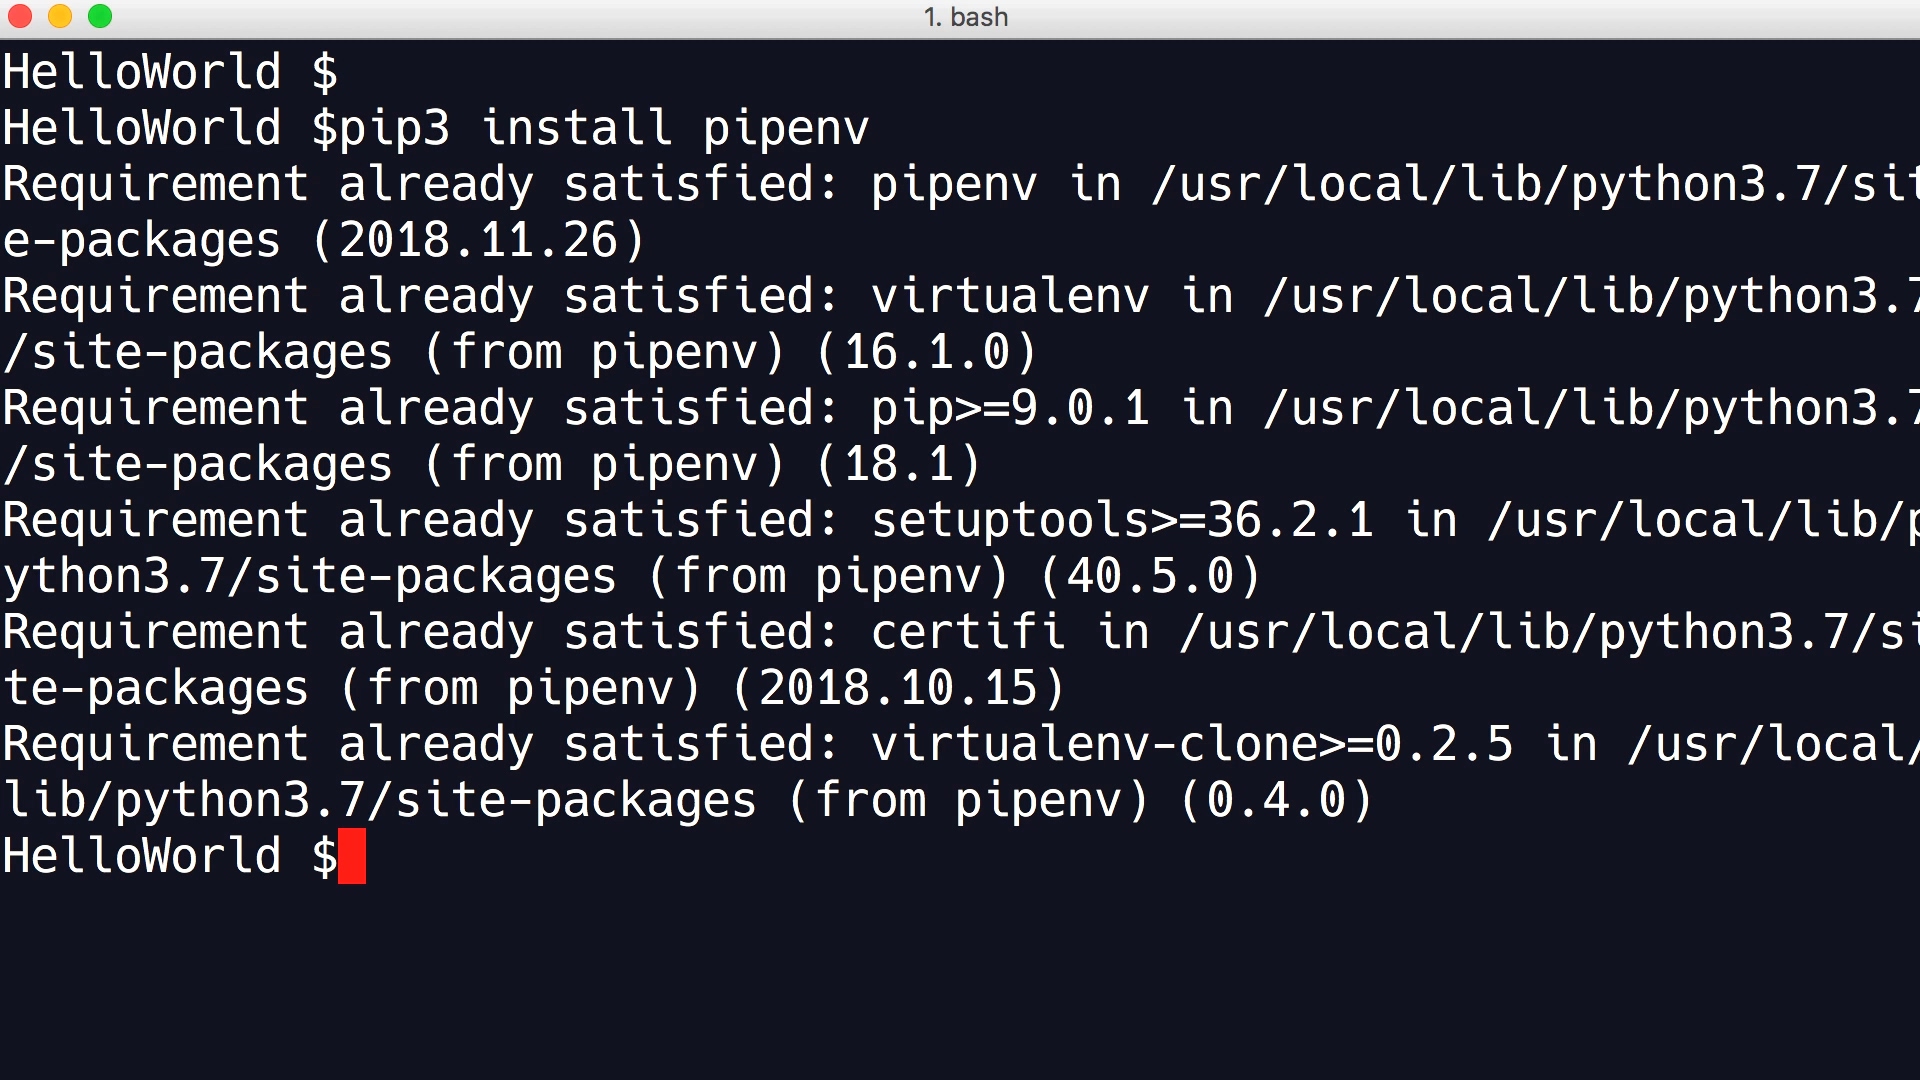 1. bash
HelloWorld $
HelloWorld $pip3 install pipenv
Requirement already satisfied: pipenv in /usr/local/lib/python3.7/sit
e-packages (2018.11.26)
Requirement already satisfied: virtualenv in /usr/local/lib/python3.7
/site-packages (from pipenv) (16.1.0)
Requirement already satisfied: pip>=9.0.1 in /usr/local/lib/python3.7
/site-packages (from pipenv) (18.1)
Requirement already satisfied: setuptools>=36.2.1 in /usr/local/lib/p
ython3.7/site-packages (from pipenv) (40.5.0)
Requirement already satisfied: certifi in /usr/local/lib/python3.7/si
te-packages (from pipenv) (2018.10.15)
Requirement already satisfied: virtualenv-clone>=0.2.5 in /usr/local/
lib/python3.7/site-packages (from pipenv) (0.4.0)
HelloWorld $